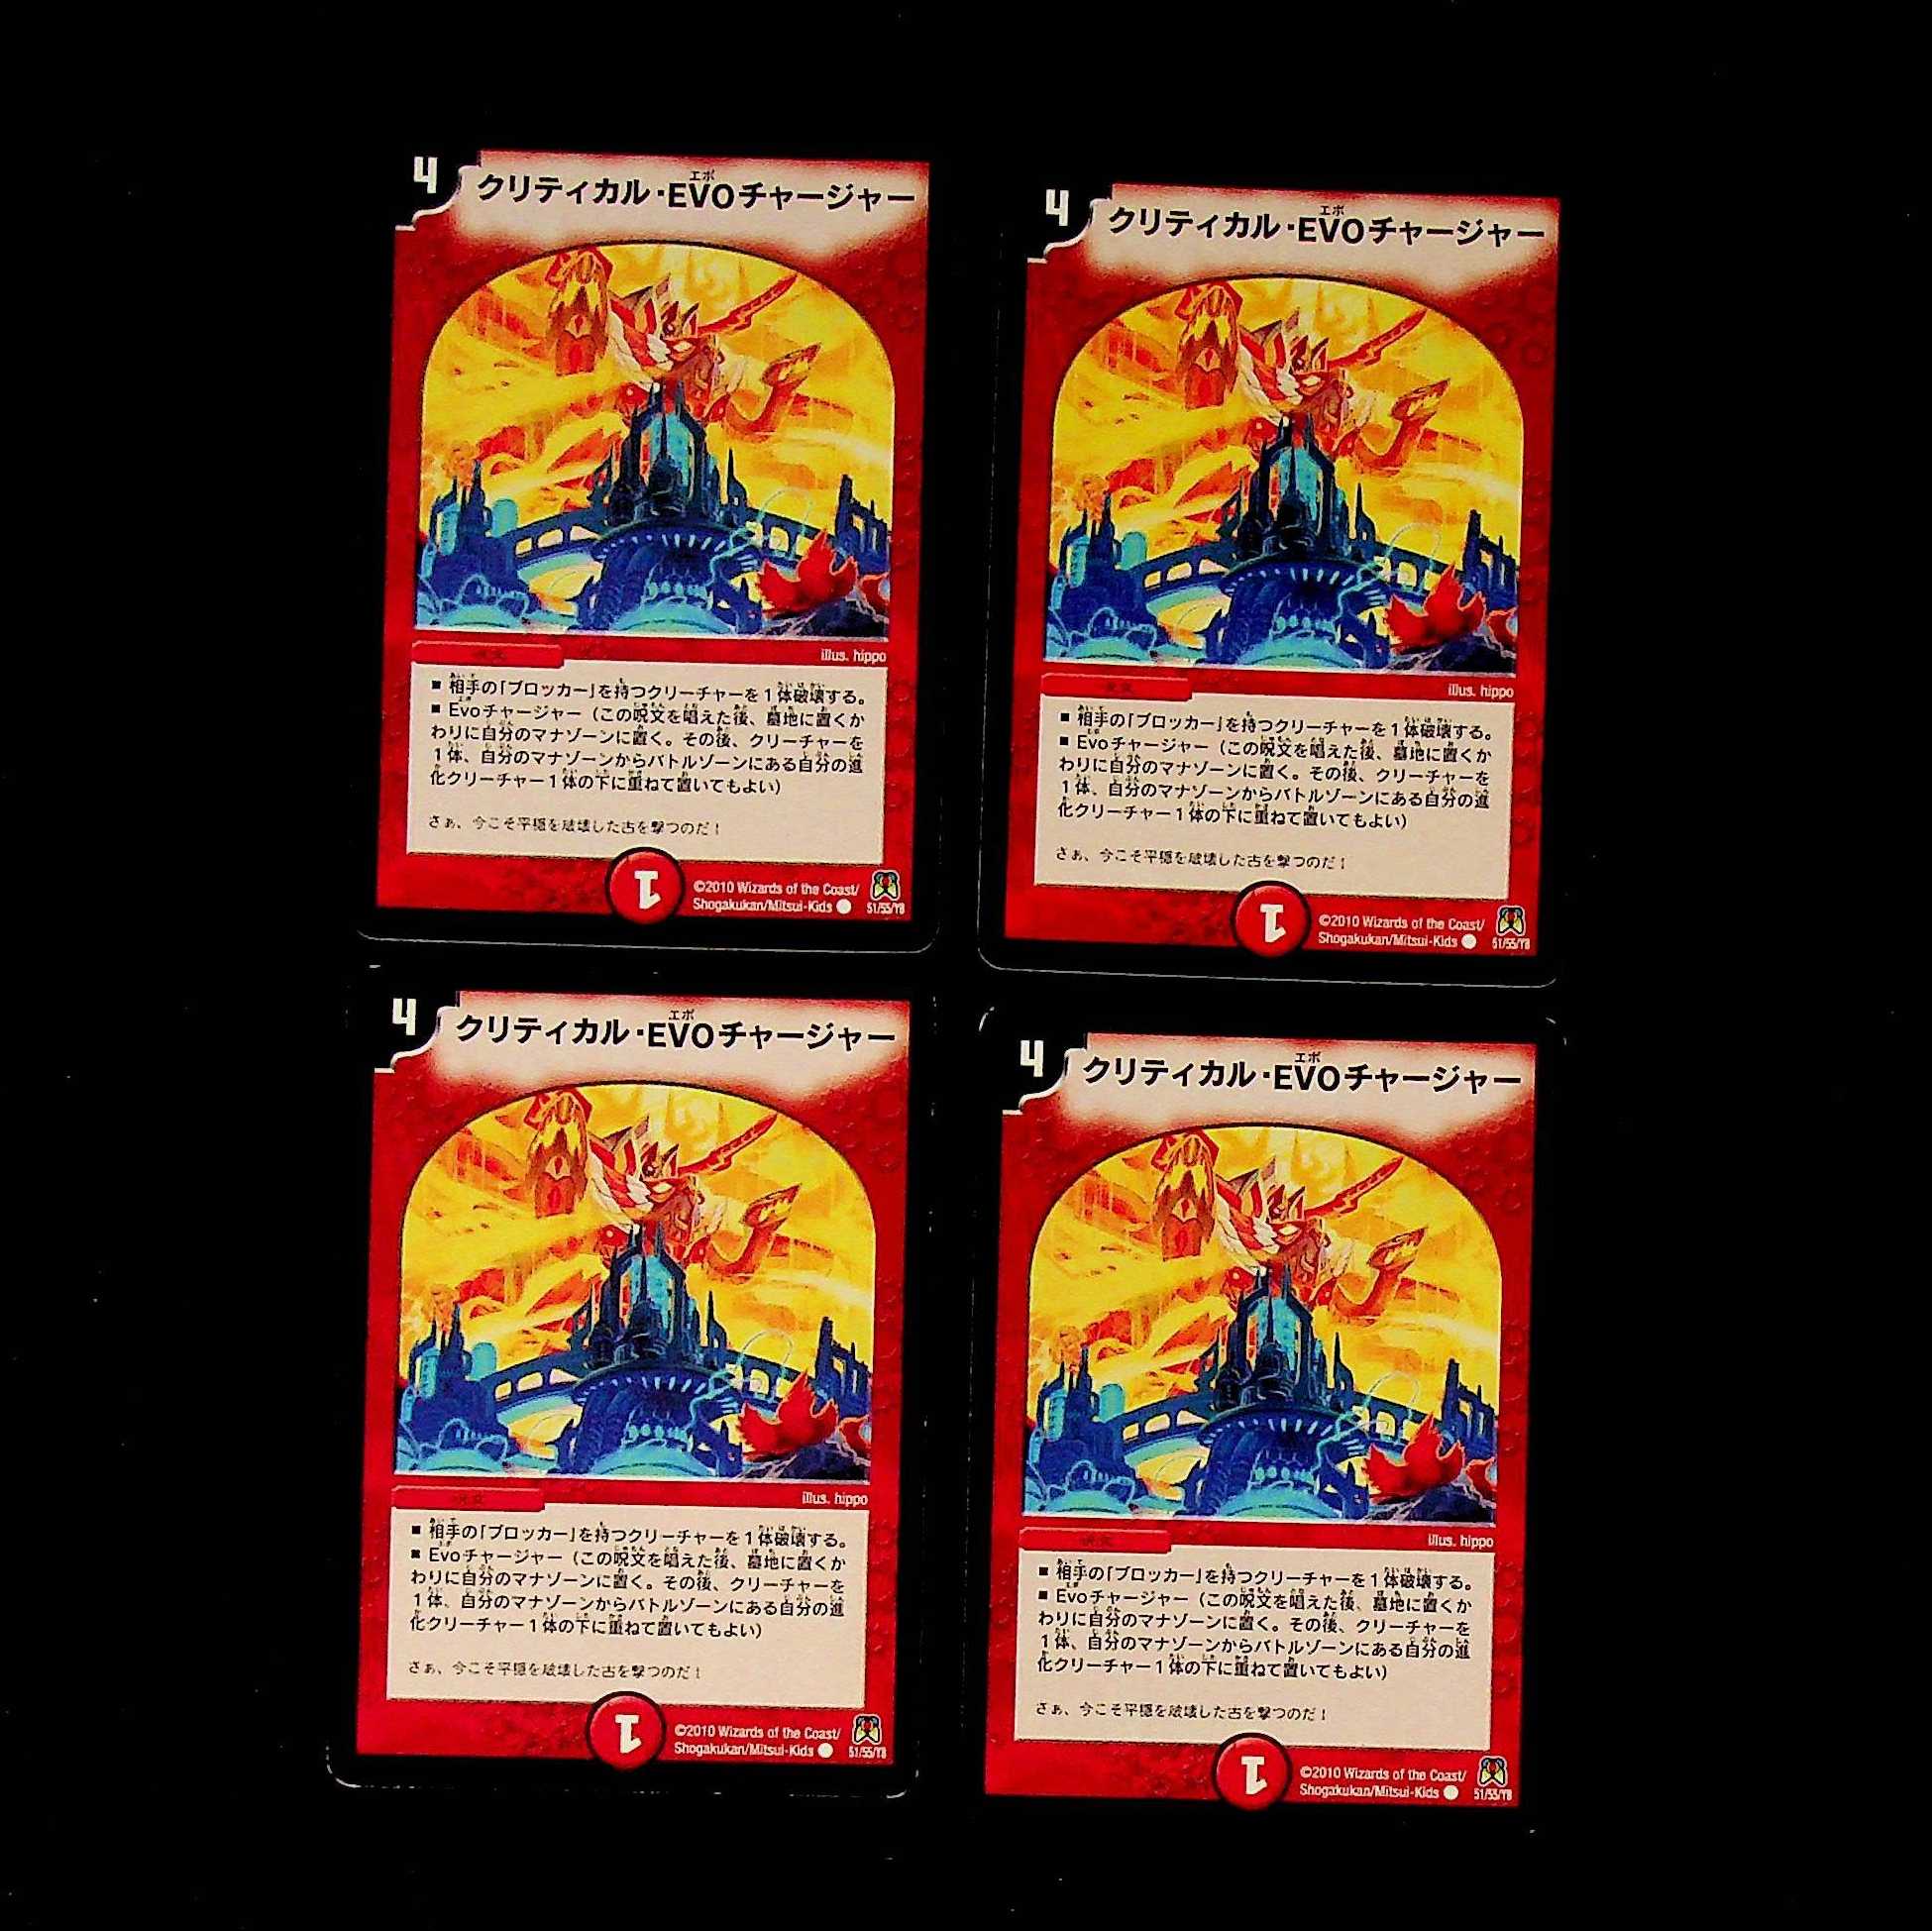 4
エボ
クリティカル・EVOチャージャー
呪文
illus. hippo
■ 相手の「ブロッカー」を持つクリーチャーを1体破壊する。
■ Evoチャージャー（この呪文を唱えた後、墓地に置くか
わりに自分のマナゾーンに置く。その後、クリーチャーを
1体、自分のマナゾーンからバトルゾーンにある自分の進
化クリーチャー1体の下に重ねて置いてもよい）
さぁ、今こそ平穏を破壊した古を撃つのだ！
1
©2010 Wizards of the Coast/
Shogakukan/Mitsui-Kids
51/55/Y8
4
エボ
クリティカル・EVOチャージャー
呪文
illus. hippo
■ 相手の「ブロッカー」を持つクリーチャーを1体破壊する。
■ Evoチャージャー（この呪文を唱えた後、墓地に置くか
わりに自分のマナゾーンに置く。その後、クリーチャーを
1体、自分のマナゾーンからバトルゾーンにある自分の進
化クリーチャー1体の下に重ねて置いてもよい）
さぁ、今こそ平穏を破壊した古を撃つのだ！
1
©2010 Wizards of the Coast/
Shogakukan/Mitsui-Kids
51/55/Y8
4
エボ
クリティカル・EVOチャージャー
呪文
illus. hippo
■ 相手の「ブロッカー」を持つクリーチャーを1体破壊する。
■ Evoチャージャー（この呪文を唱えた後、墓地に置くか
わりに自分のマナゾーンに置く。その後、クリーチャーを
1体、自分のマナゾーンからバトルゾーンにある自分の進
化クリーチャー1体の下に重ねて置いてもよい）
さぁ、今こそ平穏を破壊した古を撃つのだ！
1
©2010 Wizards of the Coast/
Shogakukan/Mitsui-Kids
51/55/Y8
4
エボ
クリティカル・EVOチャージャー
呪文
illus. hippo
■ 相手の「ブロッカー」を持つクリーチャーを1体破壊する。
■ Evoチャージャー（この呪文を唱えた後、墓地に置くか
わりに自分のマナゾーンに置く。その後、クリーチャーを
1体、自分のマナゾーンからバトルゾーンにある自分の進
化クリーチャー1体の下に重ねて置いてもよい）
さぁ、今こそ平穏を破壊した古を撃つのだ！
1
©2010 Wizards of the Coast/
Shogakukan/Mitsui-Kids
51/55/Y8